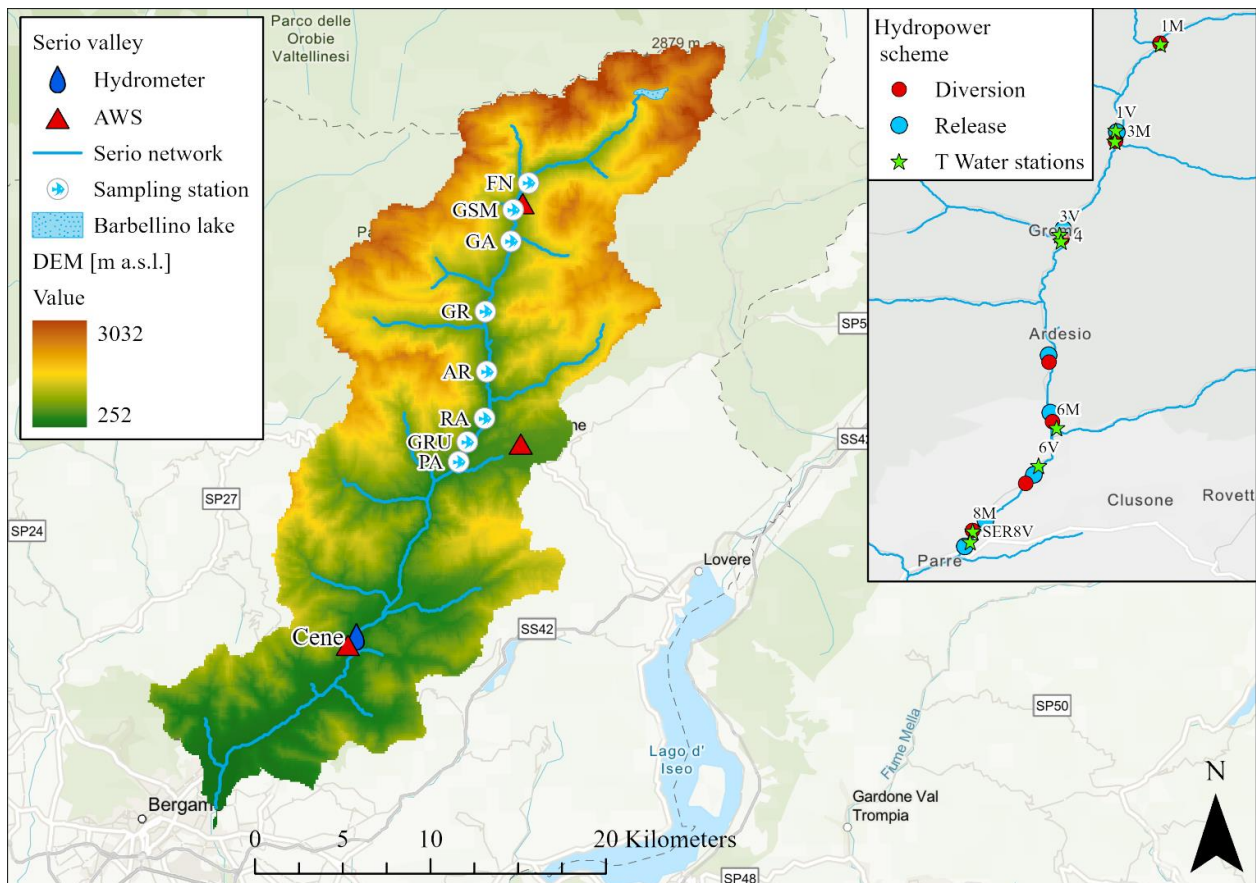 Serio valley
Hydrometer
AWS
Serio network
Sampling station
Barbellino lake
DEM [m a.s.l.]
Value
3032
252
Parco delle
Orobie
Valtellinesi
2879 m
FN
GSM
GA
GR
AR
RA
GRU
PA
Cene
SP27
SP24
SS42
SP5
SS42
Lovere
Lago d'
Iseo
Fiume Mella
SP50
Gardone Val
Trompia
SP48
Bergam
0 5 10 20 Kilometers
N
Hydropower
scheme
Diversion
Release
T Water stations
1M
1V
3M
3V
4
Ardesio
6M
6V
Clusone
Rovett
8M
SER8V
Parre